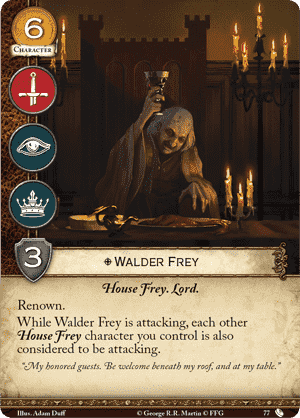 6
CHARACTER
3
WALDER FREY
House Frey. Lord.
Renown.
While Walder Frey is attacking, each other
House Frey character you control is also
considered to be attacking.
"My honored guests. Be welcome beneath my roof, and at my table."
Illus. Adam Duff
© George R.R. Martin © FFG
77